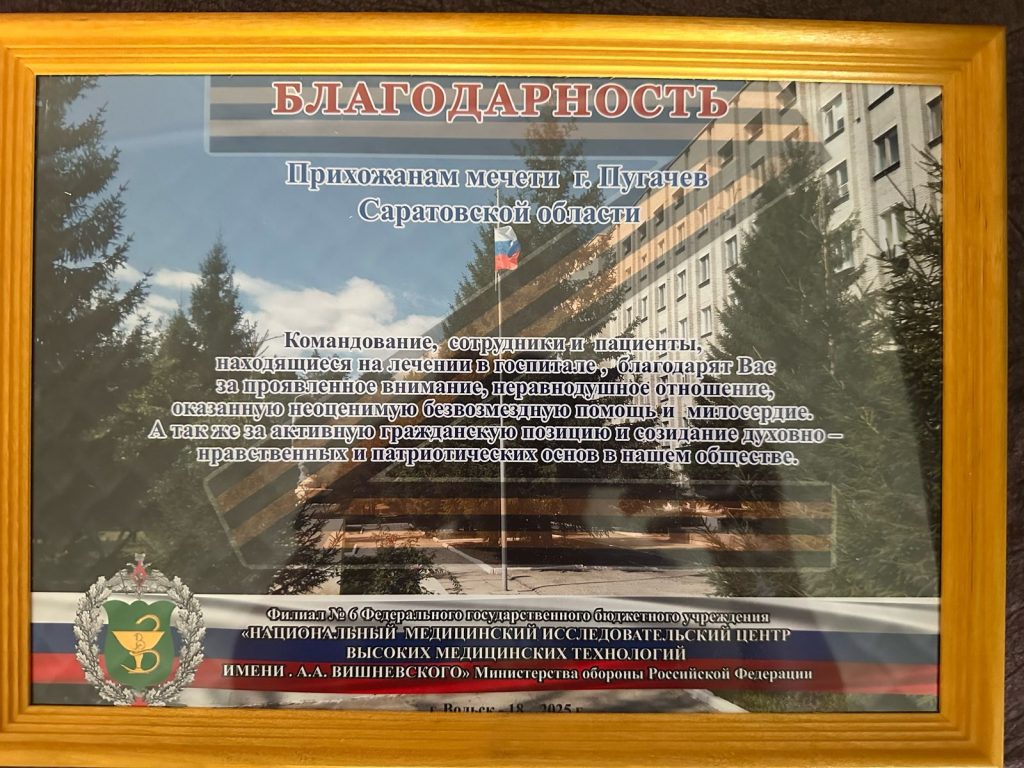 БЛАГОДАРНОСТЬ
Прихожанам мечети г. Пугачев
Саратовской области
Командование, сотрудники и пациенты,
находящиеся на лечении в госпитале , благодарят Вас
за проявленное внимание, неравнодушное отношение,
оказанную неоценимую безвозмездную помощь и милосердие.
А так же за активную гражданскую позицию и созидание духовно –
нравственных и патриотических основ в нашем обществе.
Филиал № 6 Федерального государственного бюджетного учреждения
«НАЦИОНАЛЬНЫЙ МЕДИЦИНСКИЙ ИССЛЕДОВАТЕЛЬСКИЙ ЦЕНТР
ВЫСОКИХ МЕДИЦИНСКИХ ТЕХНОЛОГИЙ
ИМЕНИ . А.А. ВИШНЕВСКОГО» Министерства обороны Российской Федерации
г. Вольск - 18 2025 г.